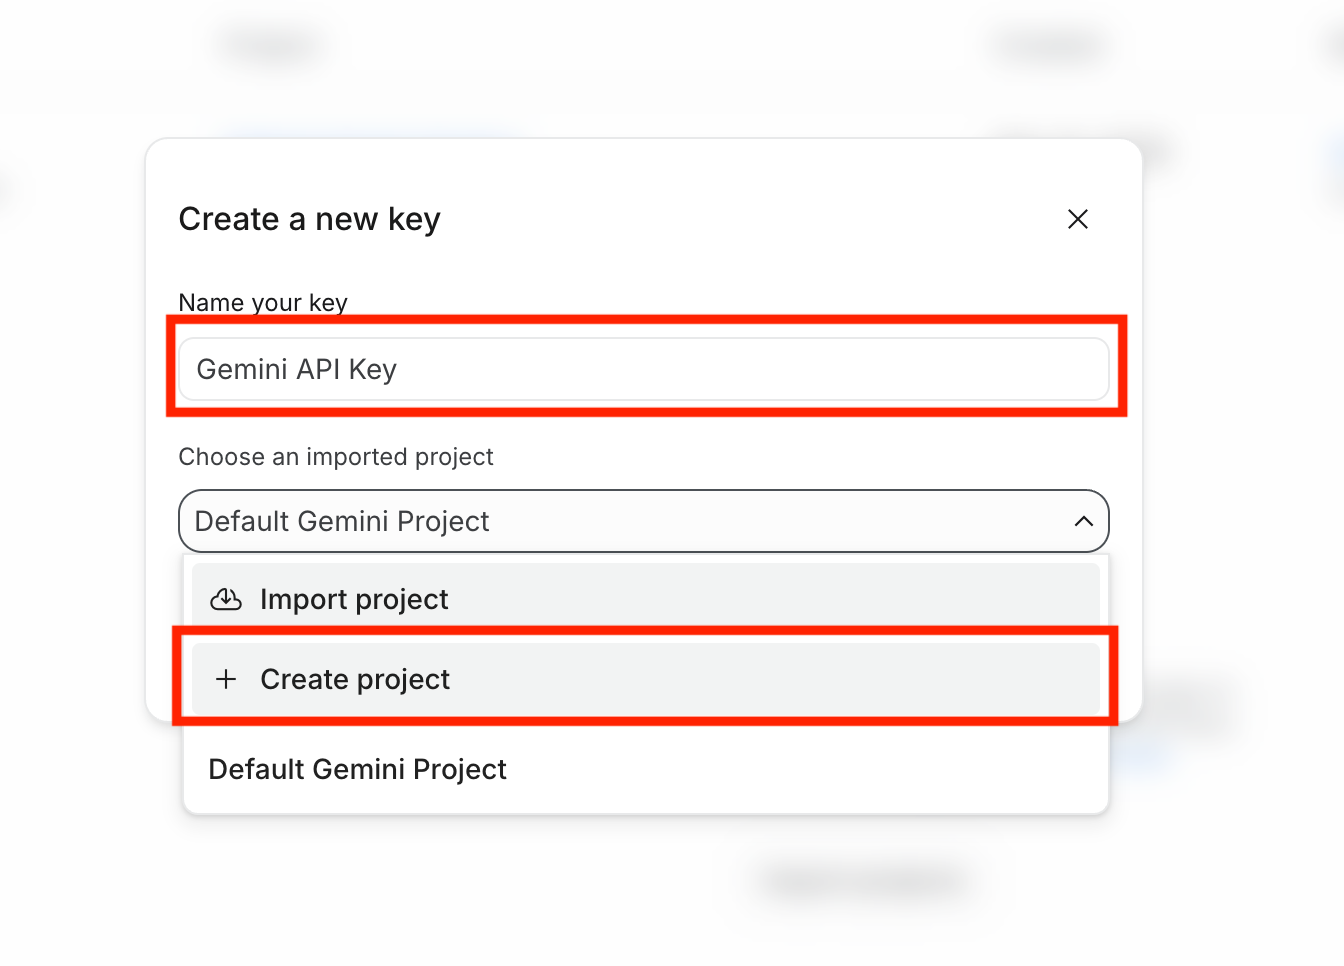 Create a new key
Name your key
Gemini API Key
Choose an imported project
Default Gemini Project
Import project
Create project
Default Gemini Project